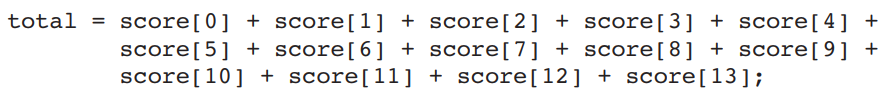 total = score[0] + score[1] + score[2] + score[3] + score[4] +
score[5] + score[6] + score[7] + score[8] + score[9] +
score[10] + score[11] + score[12] + score[13];